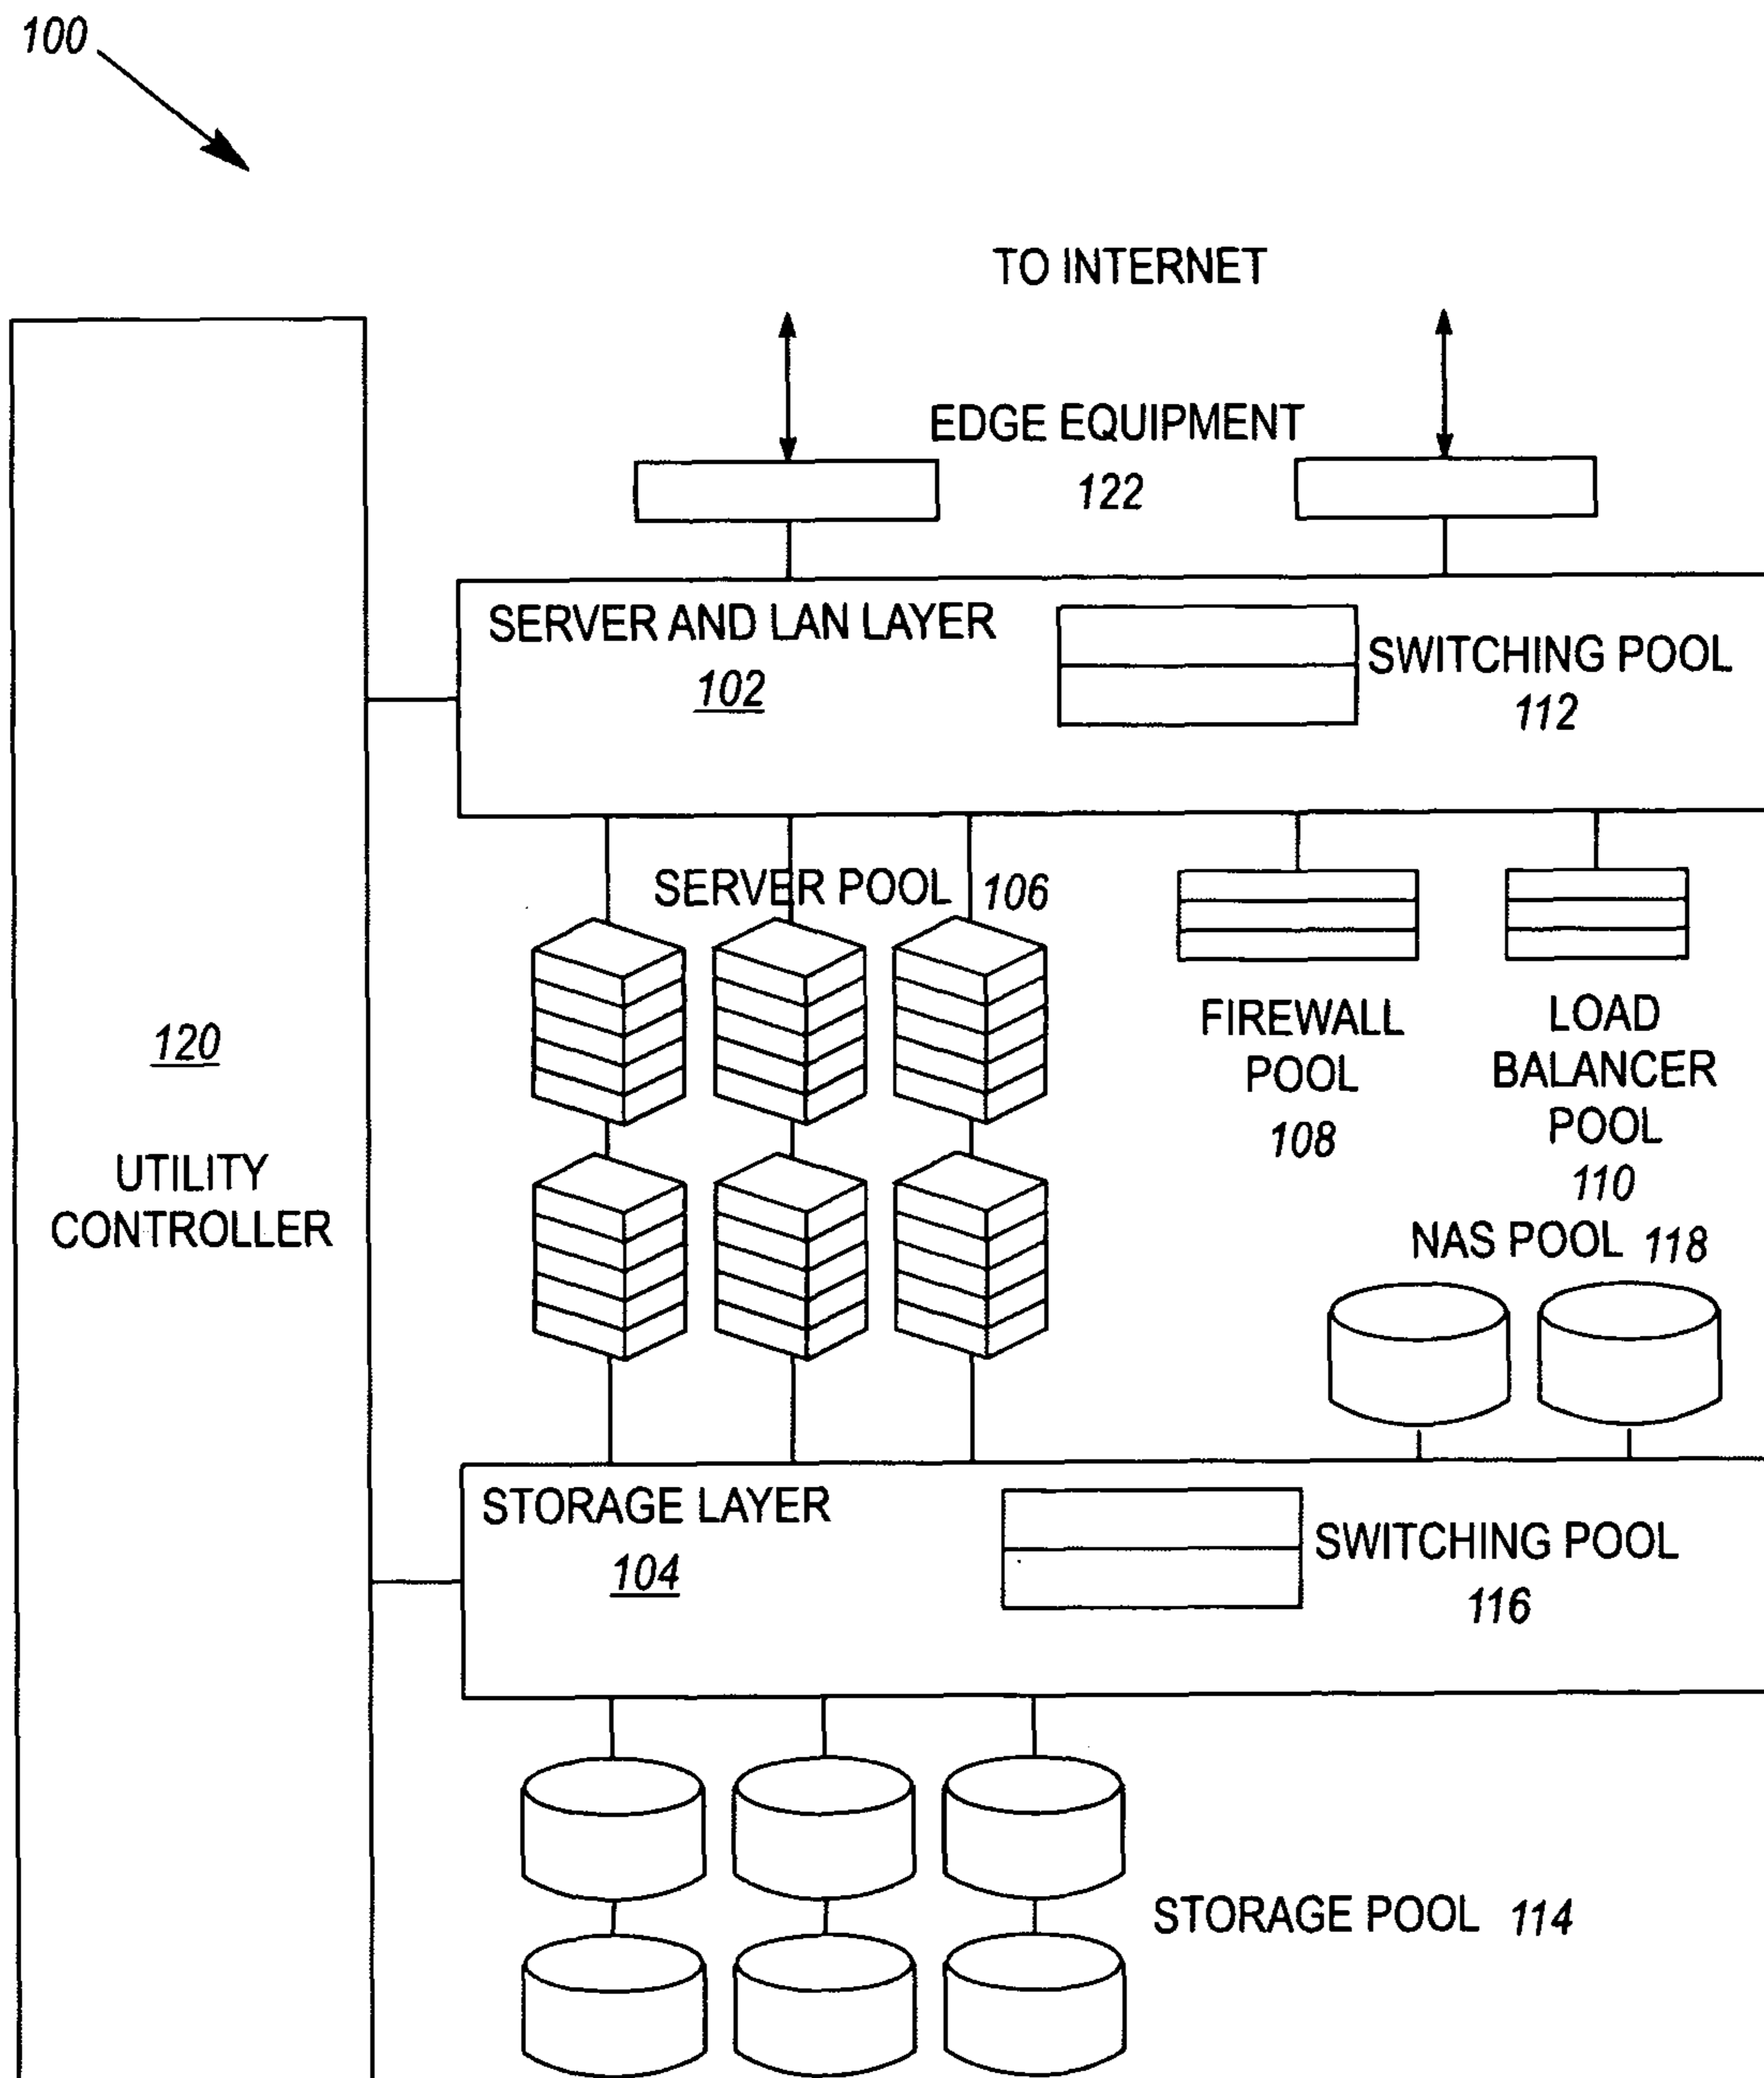 100
TO INTERNET
EDGE EQUIPMENT
122
SERVER AND LAN LAYER
102
SWITCHING POOL
112
SERVER POOL 106
FIREWALL
POOL
108
LOAD
BALANCER
POOL
110
120
UTILITY
CONTROLLER
NAS POOL 118
STORAGE LAYER
104
SWITCHING POOL
116
STORAGE POOL 114